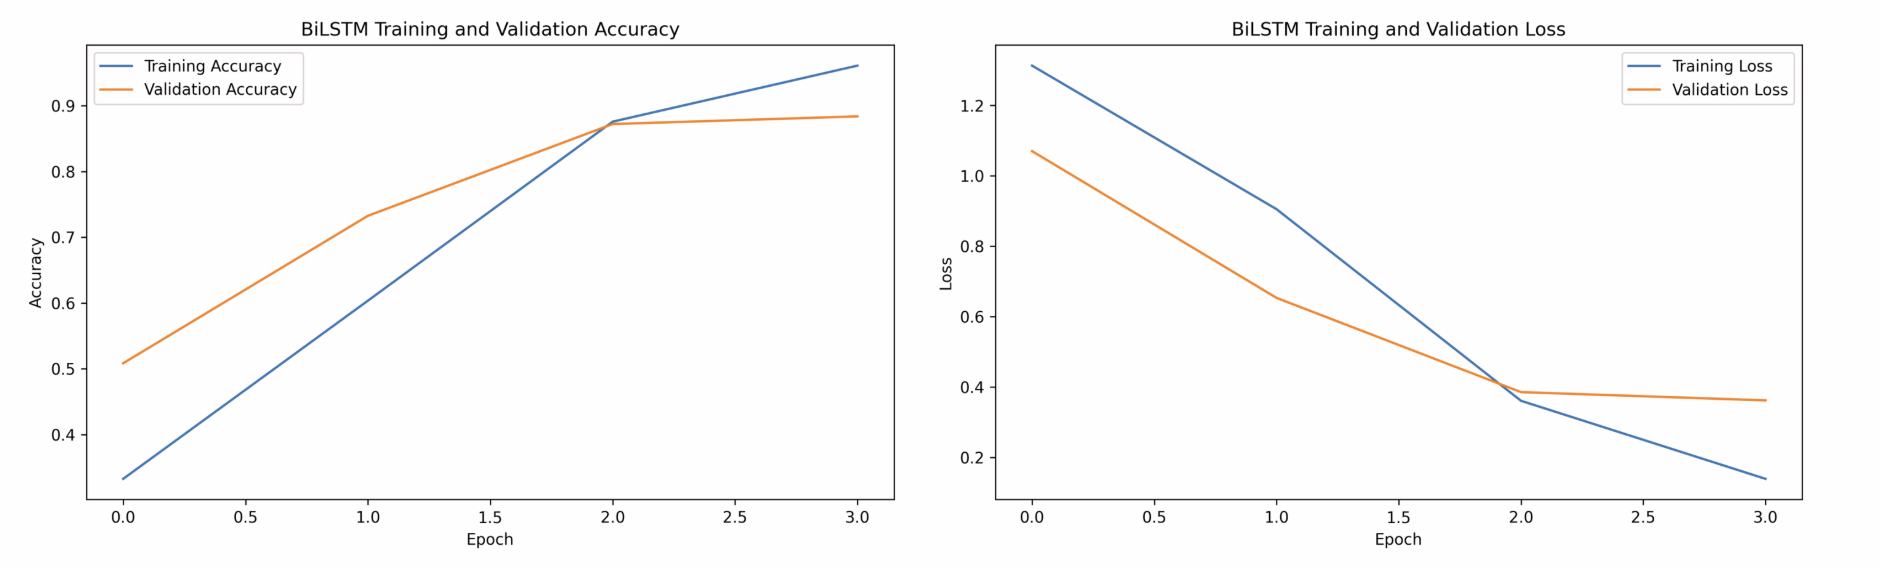 BiLSTM Training and Validation Accuracy
Training Accuracy
Validation Accuracy
0.9
0.8
0.7
0.6
0.5
0.4
Accuracy
0.0 0.5 1.0 1.5 2.0 2.5 3.0
Epoch
BiLSTM Training and Validation Loss
Training Loss
Validation Loss
1.2
1.0
0.8
0.6
0.4
0.2
Loss
0.0 0.5 1.0 1.5 2.0 2.5 3.0
Epoch